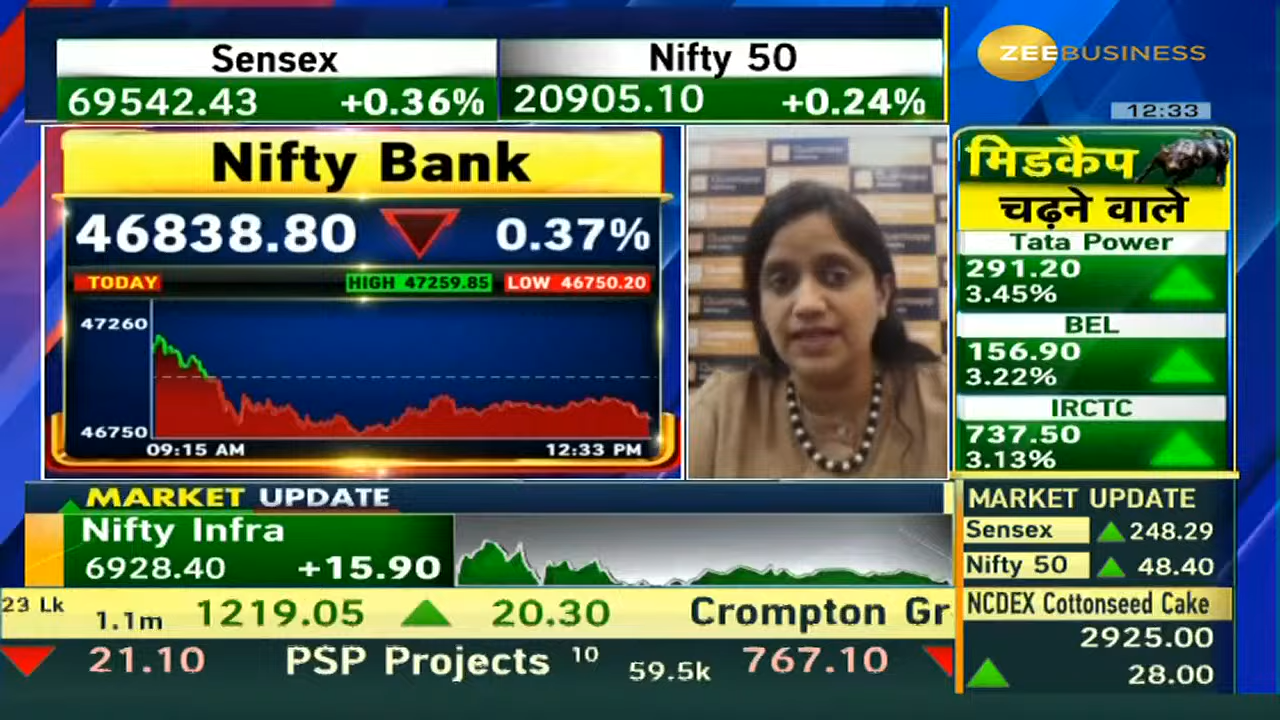 Sensex
69542.43 +0.36%
Nifty 50
20905.10 +0.24%
ZEEBUSINESS
12:33
Nifty Bank
46838.80 0.37%
TODAY HIGH 47259.85 LOW 46750.20
47260
46750
09:15 AM 12:33 PM
मिडकैप
चढ़ने वाले
Tata Power
291.20
3.45%
BEL
156.90
3.22%
IRCTC
737.50
3.13%
MARKET UPDATE
Nifty Infra
6928.40 +15.90
MARKET UPDATE
Sensex 248.29
Nifty 50 48.40
NCDEX Cottonseed Cake
2925.00
28.00
23 Lk 1.1m 1219.05 20.30 Crompton Gr
21.10 PSP Projects 10 59.5k 767.10